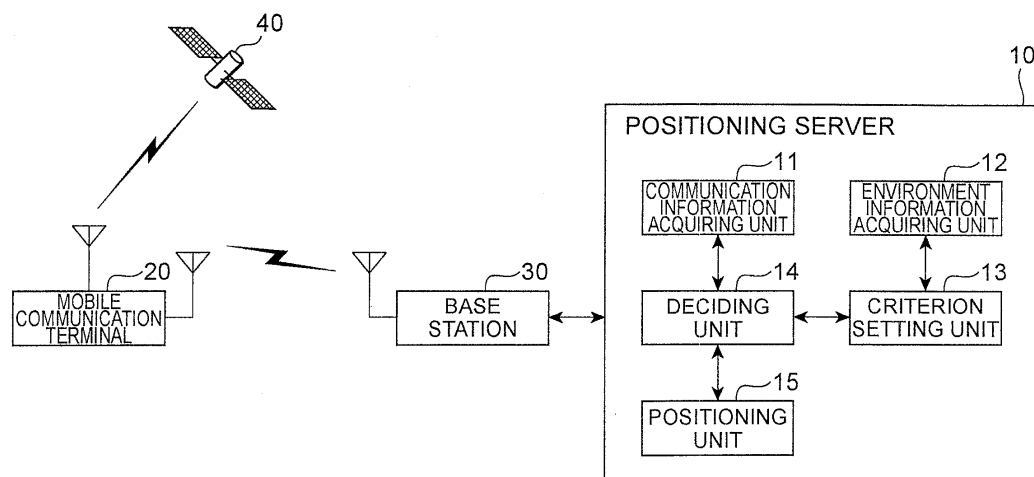 40
10
POSITIONING SERVER
11
12
COMMUNICATION
INFORMATION
ACQUIRING UNIT
ENVIRONMENT
INFORMATION
ACQUIRING UNIT
20
30
14
13
MOBILE
COMMUNICATION
TERMINAL
BASE
STATION
DECIDING
UNIT
CRITERION
SETTING UNIT
15
POSITIONING
UNIT